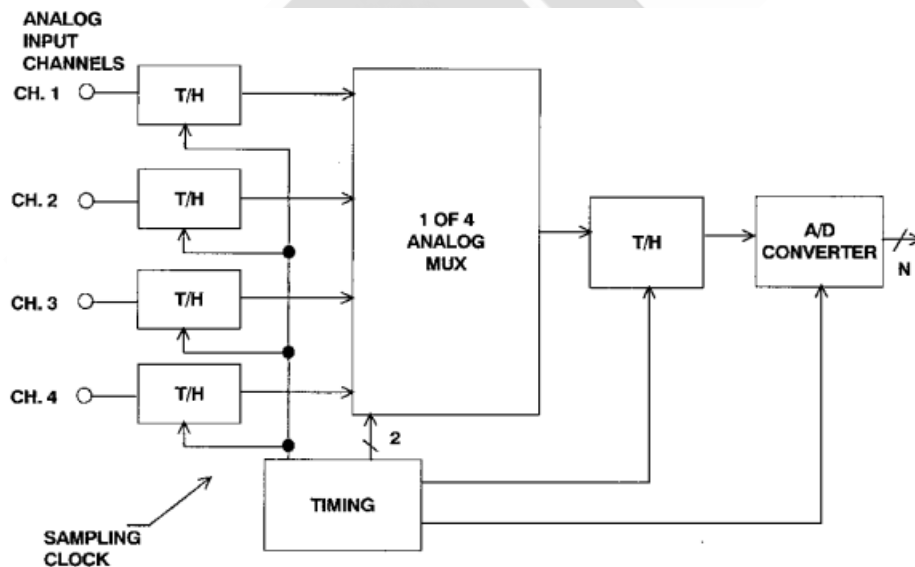 ANALOG
INPUT
CHANNELS
CH. 1
T/H
CH. 2
T/H
CH. 3
T/H
CH. 4
T/H
1 OF 4
ANALOG
MUX
T/H
A/D
CONVERTER
N
2
TIMING
SAMPLING
CLOCK